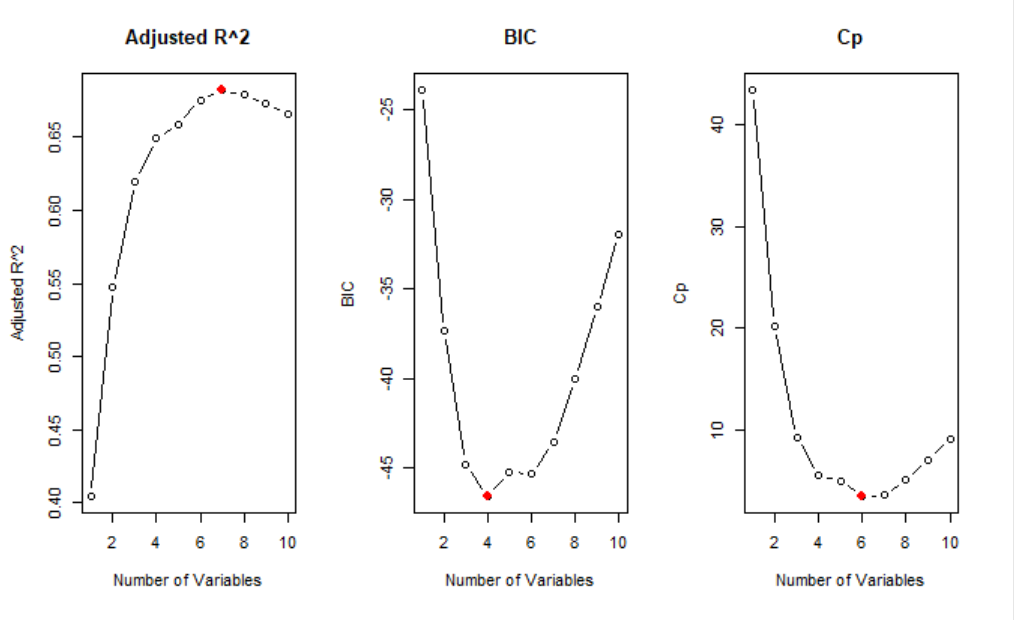 Adjusted R^2
Adjusted R^2
0.40 0.45 0.50 0.55 0.60 0.65
2 4 6 8 10
Number of Variables
BIC
BIC
-45 -40 -35 -30 -25
2 4 6 8 10
Number of Variables
Cp
Cp
10 20 30 40
2 4 6 8 10
Number of Variables